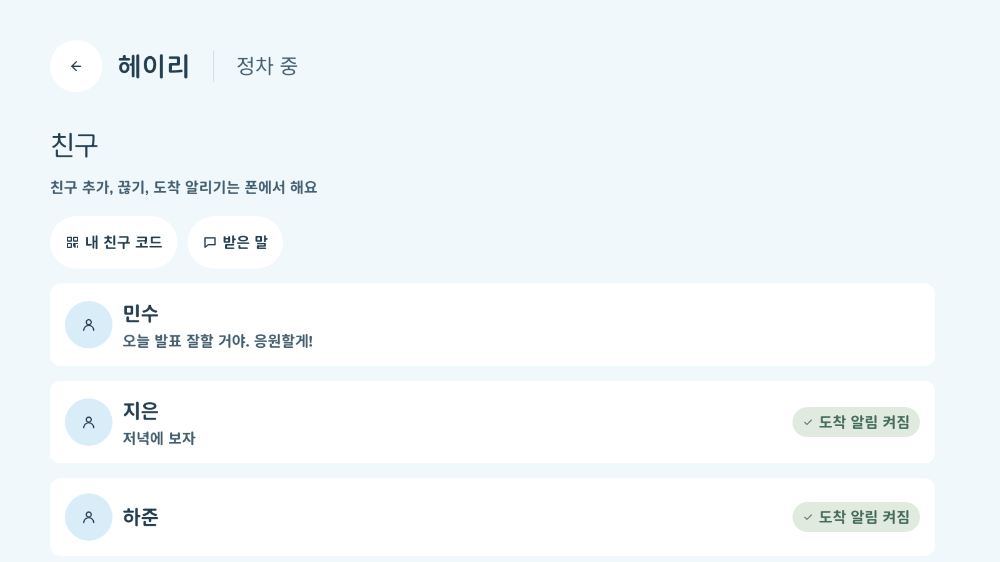 헤이리
정차 중
친구
친구 추가, 끊기, 도착 알리기는 폰에서 해요
내 친구 코드
받은 말
민수
오늘 발표 잘할 거야. 응원할게!
지은
저녁에 보자
도착 알림 켜짐
하준
도착 알림 켜짐